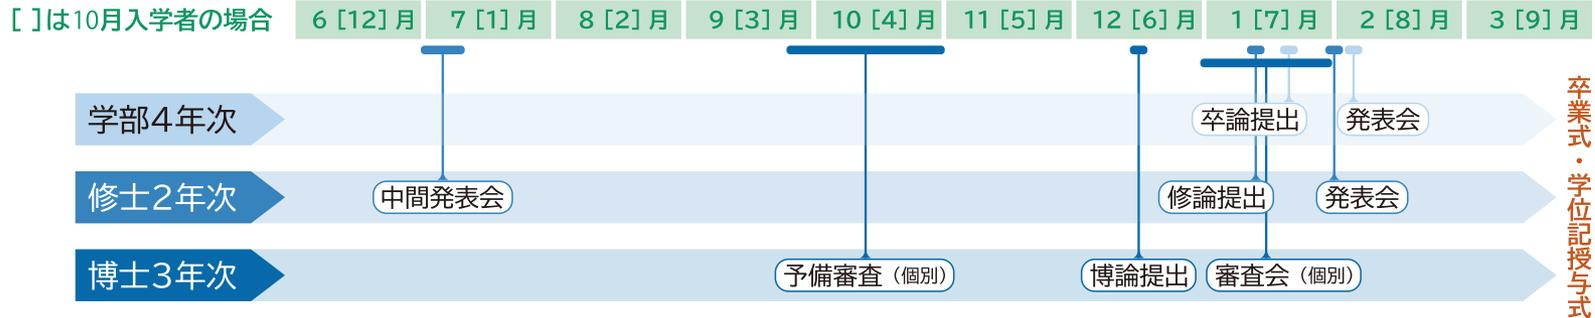 [ ]は10月入学者の場合
6 [12] 月
7 [1] 月
8 [2] 月
9 [3] 月
10 [4] 月
11 [5] 月
12 [6] 月
1 [7] 月
2 [8] 月
3 [9] 月
学部4年次
卒論提出
発表会
修士2年次
中間発表会
修論提出
発表会
博士3年次
予備審査（個別）
博論提出
審査会（個別）
卒業式・学位記授与式